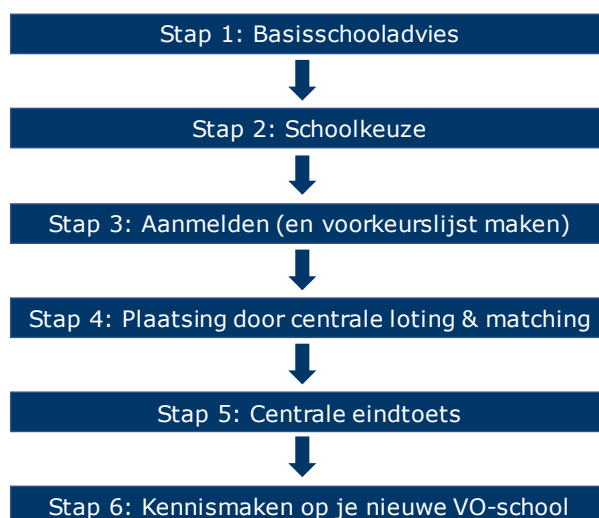 Stap 1: Basisschooladvies
Stap 2: Schoolkeuze
Stap 3: Aanmelden (en voorkeurslijst maken)
Stap 4: Plaatsing door centrale loting & matching
Stap 5: Centrale eindtoets
Stap 6: Kennismaken op je nieuwe VO-school